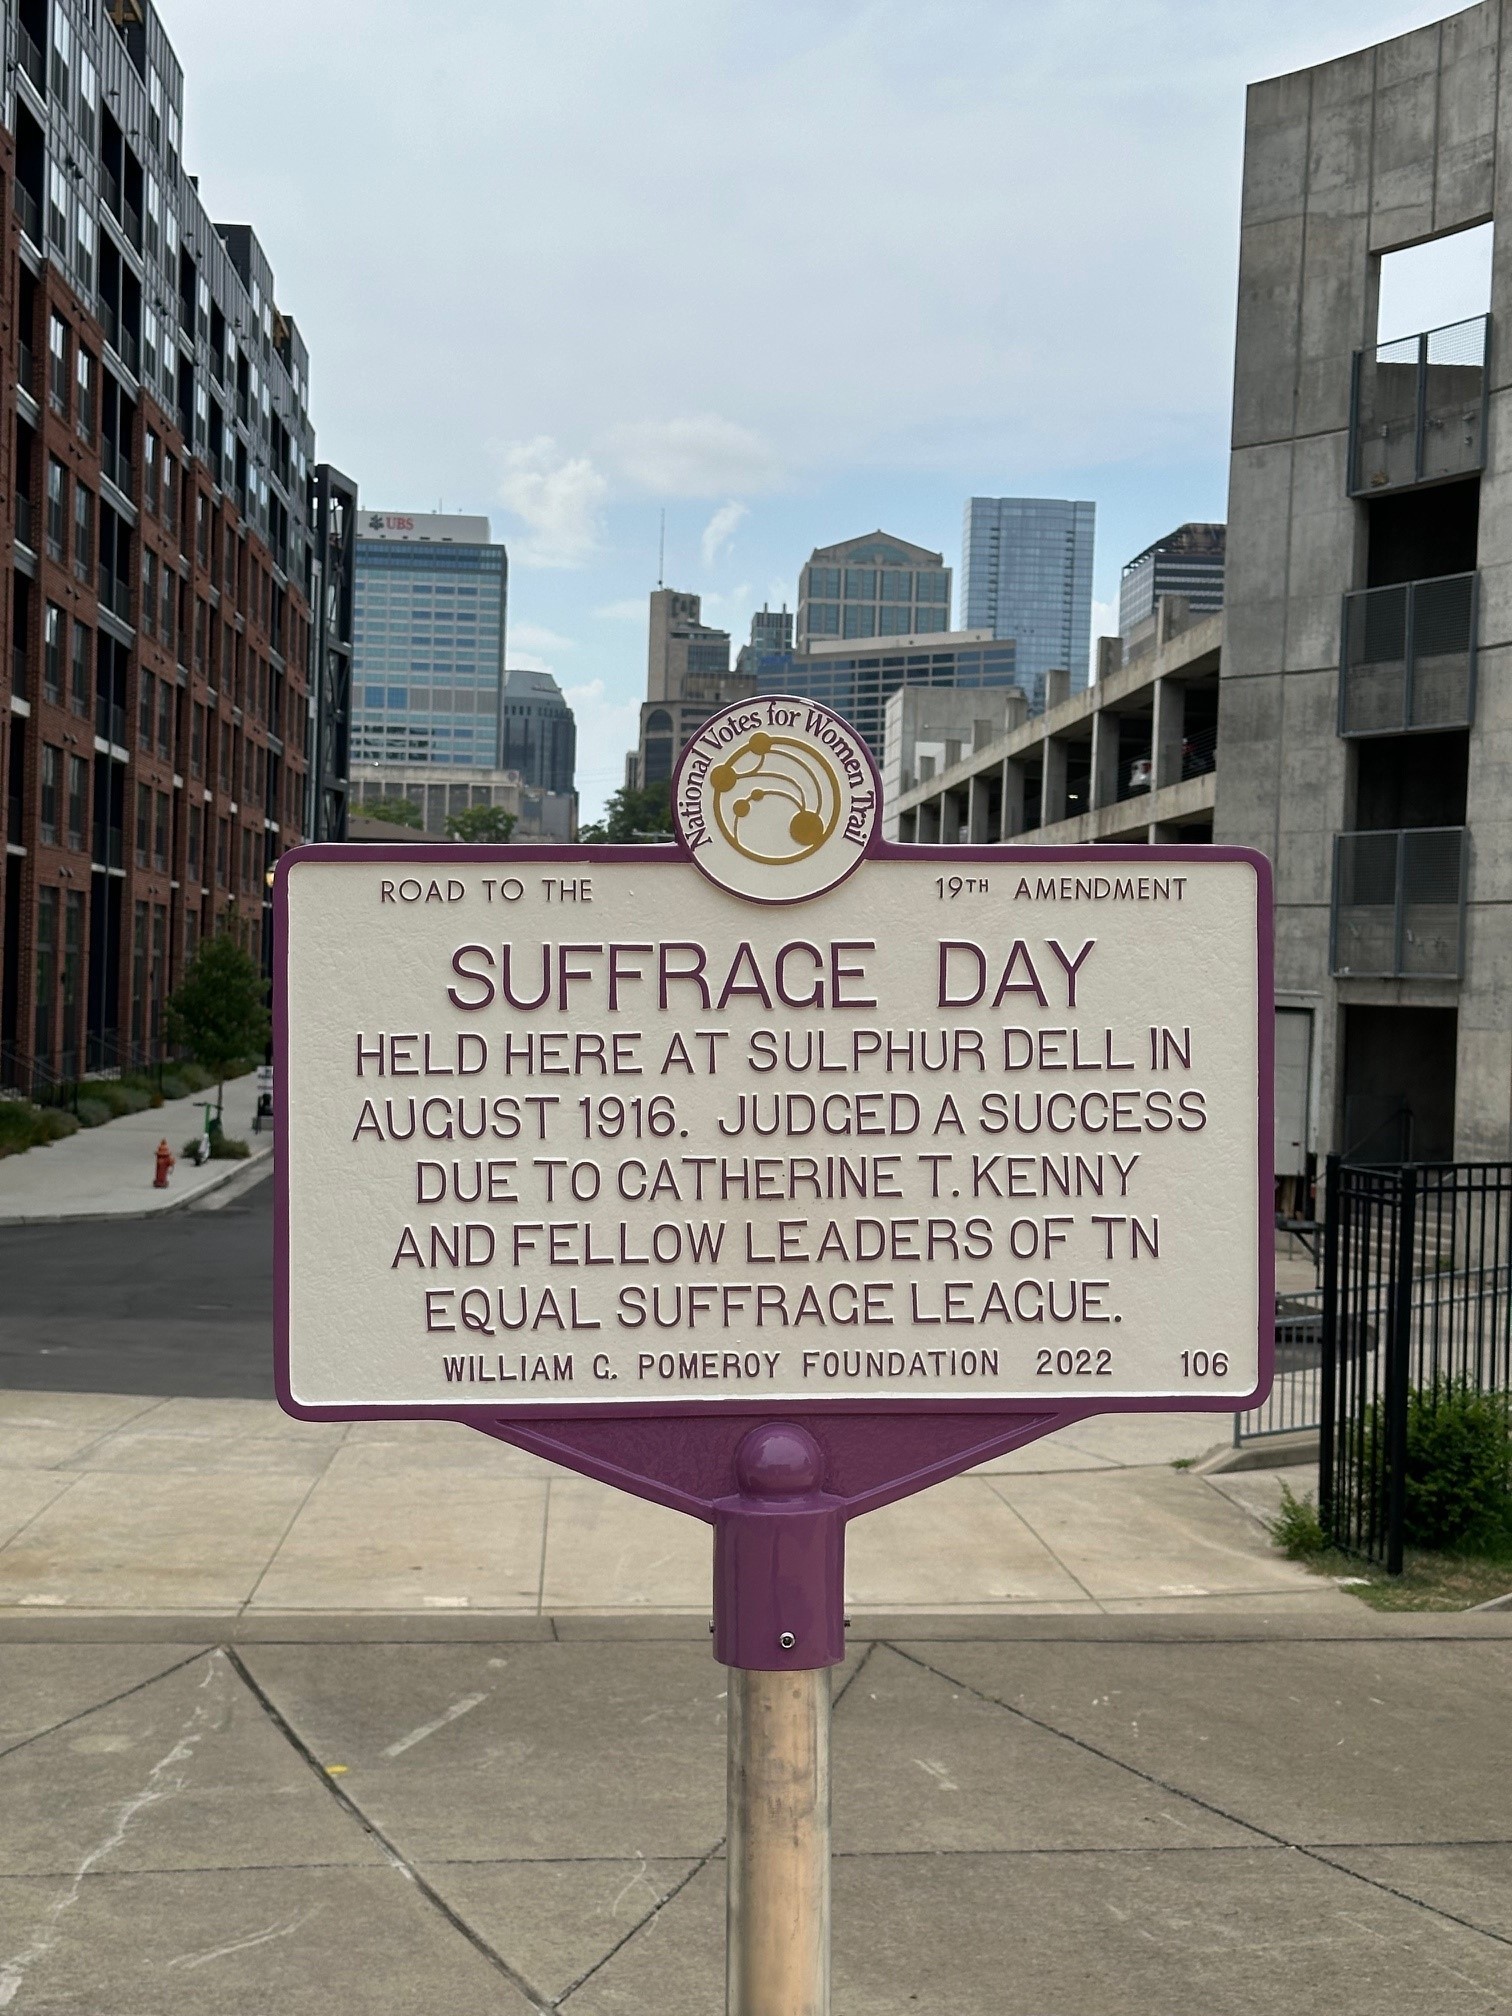 UBS
National Votes for Women Trail
ROAD TO THE 19TH AMENDMENT
SUFFRAGE DAY
HELD HERE AT SULPHUR DELL IN
AUGUST 1916. JUDGED A SUCCESS
DUE TO CATHERINE T. KENNY
AND FELLOW LEADERS OF TN
EQUAL SUFFRAGE LEAGUE.
WILLIAM G. POMEROY FOUNDATION 2022 106